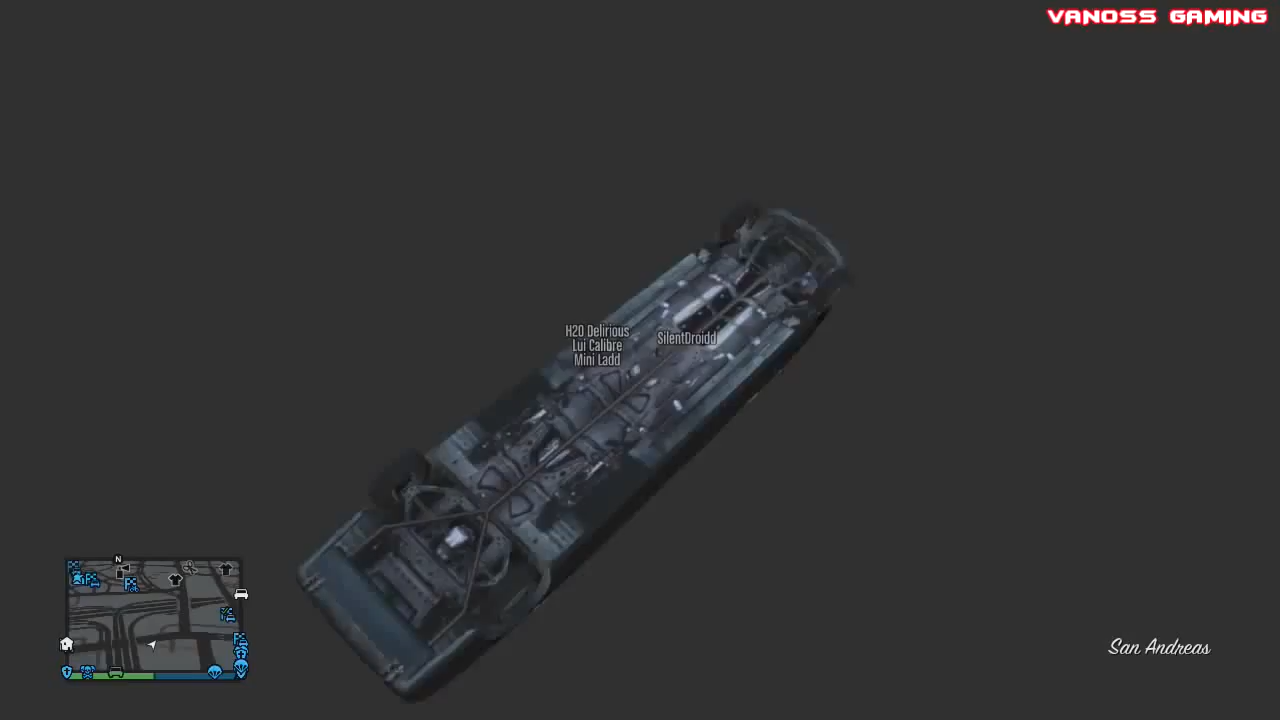 VANOSS GAMING
H2O Delirious
Lui Calibre
Mini Ladd
SilentDroidd
N
San Andreas